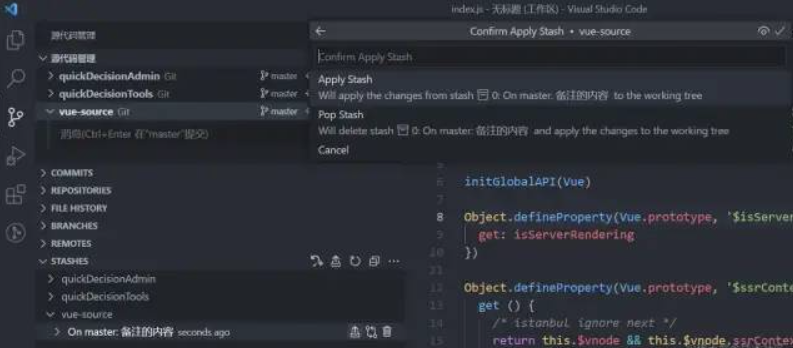 index.js - 无标题 (工作区) - Visual Studio Code
源代码管理
源代码管理
quickDecisionAdmin Git master
quickDecisionTools Git master
vue-source Git master
消息(Ctrl+Enter 在"master"提交)
COMMITS
REPOSITORIES
FILE HISTORY
BRANCHES
REMOTES
STASHES
quickDecisionAdmin
quickDecisionTools
vue-source
On master: 备注的内容 seconds ago
Confirm Apply Stash • vue-source
Confirm Apply Stash
Apply Stash
Will apply the changes from stash 0: On master: 备注的内容 to the working tree
Pop Stash
Will delete stash 0: On master: 备注的内容 and apply the changes to the working tree
Cancel
5
6 initGlobalAPI(Vue)
7
8 Object.defineProperty(Vue.prototype, '$isServer
9 get: isServerRendering
10 })
11
12 Object.defineProperty(Vue.prototype, '$ssrConte
13 get () {
14 /* istanbul ignore next */
15 return this.$vnode && this.$vnode.ssrContex